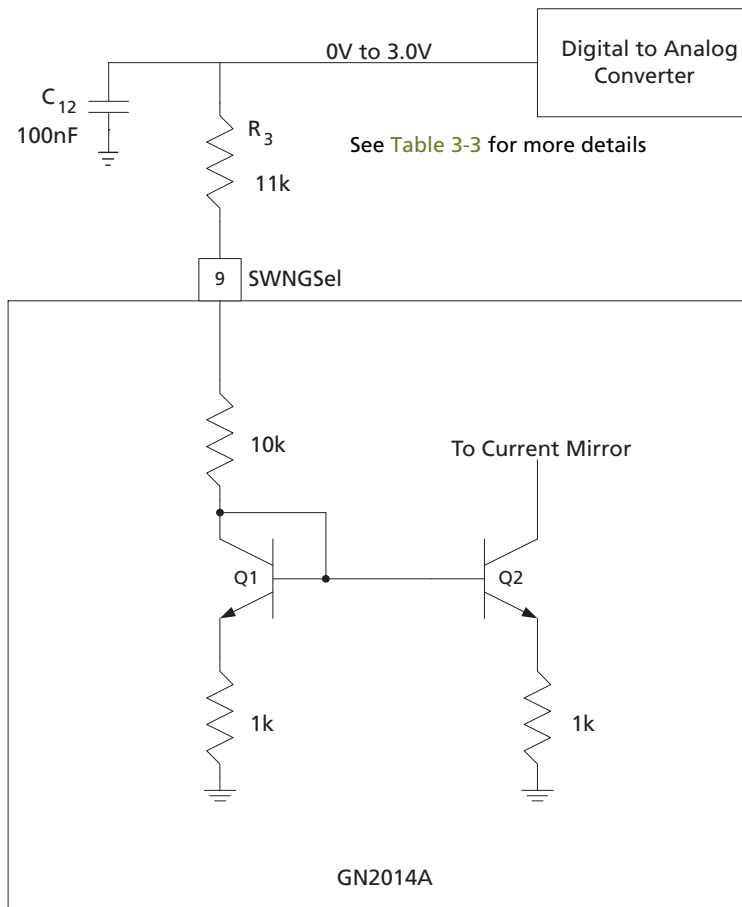 0V to 3.0V
Digital to Analog
Converter
C12
100nF
R3
11k
See Table 3-3 for more details
9
SWNGSel
10k
To Current Mirror
Q1
Q2
1k
1k
GN2014A